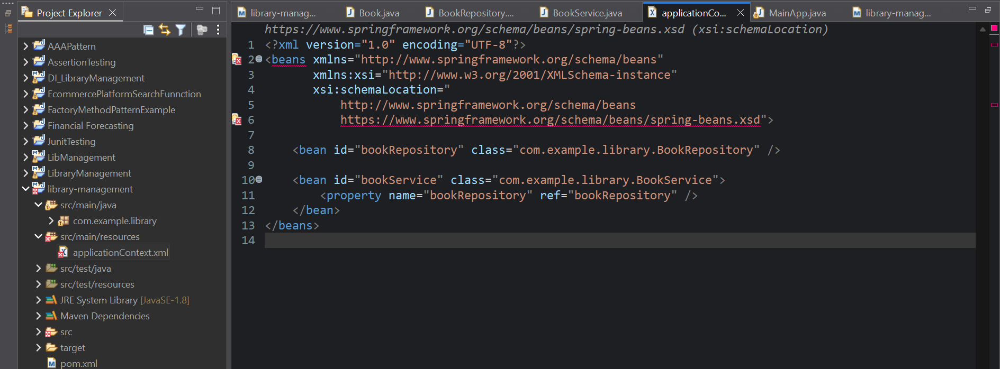 Project Explorer
AAAPattern
AssertionTesting
DI_LibraryManagement
EcommercePlatformSearchFunnction
FactoryMethodPatternExample
Financial Forecasting
JunitTesting
LibManagement
LibraryManagement
library-management
src/main/java
com.example.library
src/main/resources
applicationContext.xml
src/test/java
src/test/resources
JRE System Library [JavaSE-1.8]
Maven Dependencies
src
target
pom.xml
library-manag... Book.java BookRepository.... BookService.java applicationCo... MainApp.java library-manag...
https://www.springframework.org/schema/beans/spring-beans.xsd (xsi:schemaLocation)
1 <?xml version="1.0" encoding="UTF-8"?>
2 <beans xmlns="http://www.springframework.org/schema/beans"
3 xmlns:xsi="http://www.w3.org/2001/XMLSchema-instance"
4 xsi:schemaLocation="
5 http://www.springframework.org/schema/beans
6 https://www.springframework.org/schema/beans/spring-beans.xsd">
7
8 <bean id="bookRepository" class="com.example.library.BookRepository" />
9
10 <bean id="bookService" class="com.example.library.BookService">
11 <property name="bookRepository" ref="bookRepository" />
12 </bean>
13 </beans>
14